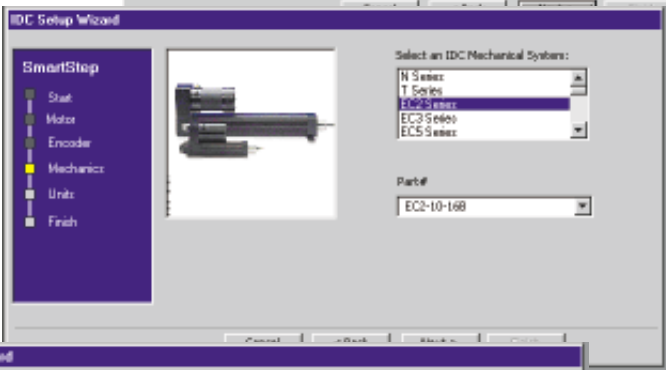 IDC Setup Wizard
SmartStep
Start
Motor
Encoder
Mechanics
Units
Finish
Select an IDC Mechanical System:
N Series
T Series
EC2 Series
EC3 Series
EC5 Series
Part#
EC2-10-16B
Cancel
< Back
Next >